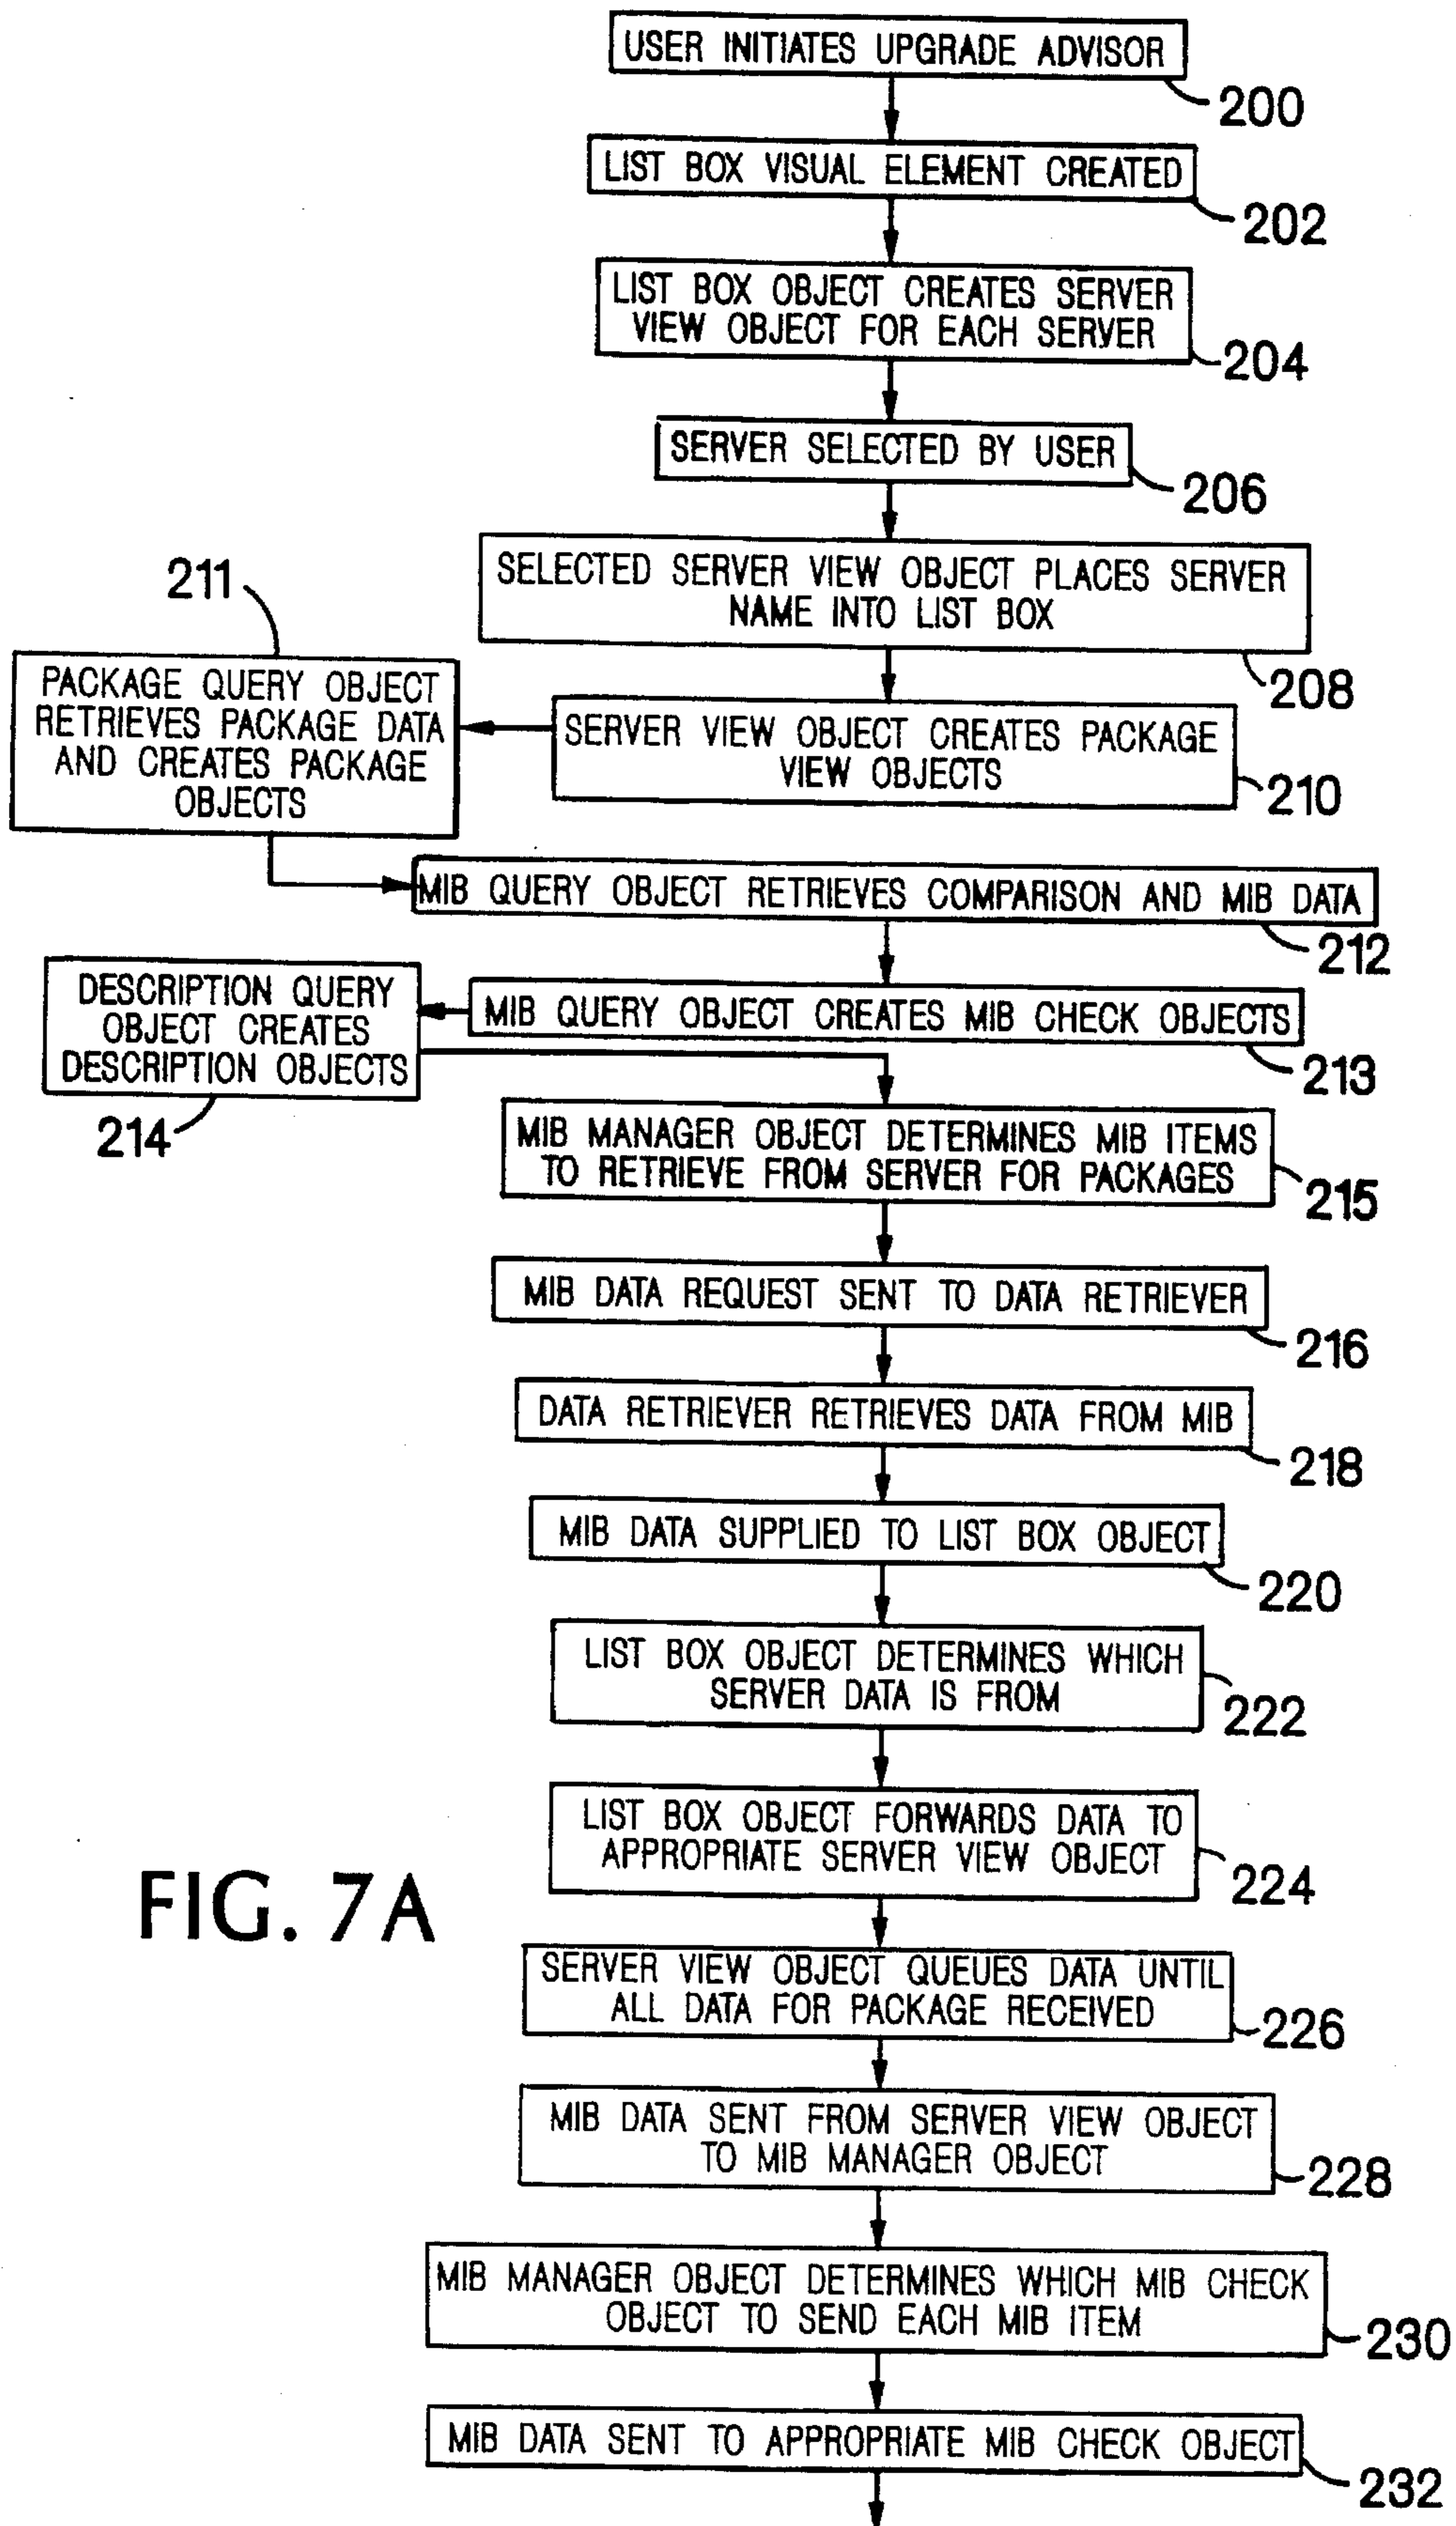 USER INITIATES UPGRADE ADVISOR
200
LIST BOX VISUAL ELEMENT CREATED
202
LIST BOX OBJECT CREATES SERVER
VIEW OBJECT FOR EACH SERVER
204
SERVER SELECTED BY USER
206
SELECTED SERVER VIEW OBJECT PLACES SERVER
NAME INTO LIST BOX
208
SERVER VIEW OBJECT CREATES PACKAGE
VIEW OBJECTS
210
211
PACKAGE QUERY OBJECT
RETRIEVES PACKAGE DATA
AND CREATES PACKAGE
OBJECTS
MIB QUERY OBJECT RETRIEVES COMPARISON AND MIB DATA
212
MIB QUERY OBJECT CREATES MIB CHECK OBJECTS
213
DESCRIPTION QUERY
OBJECT CREATES
DESCRIPTION OBJECTS
214
MIB MANAGER OBJECT DETERMINES MIB ITEMS
TO RETRIEVE FROM SERVER FOR PACKAGES
215
MIB DATA REQUEST SENT TO DATA RETRIEVER
216
DATA RETRIEVER RETRIEVES DATA FROM MIB
218
MIB DATA SUPPLIED TO LIST BOX OBJECT
220
LIST BOX OBJECT DETERMINES WHICH
SERVER DATA IS FROM
222
LIST BOX OBJECT FORWARDS DATA TO
APPROPRIATE SERVER VIEW OBJECT
224
FIG. 7A
SERVER VIEW OBJECT QUEUES DATA UNTIL
ALL DATA FOR PACKAGE RECEIVED
226
MIB DATA SENT FROM SERVER VIEW OBJECT
TO MIB MANAGER OBJECT
228
MIB MANAGER OBJECT DETERMINES WHICH MIB CHECK
OBJECT TO SEND EACH MIB ITEM
230
MIB DATA SENT TO APPROPRIATE MIB CHECK OBJECT
232